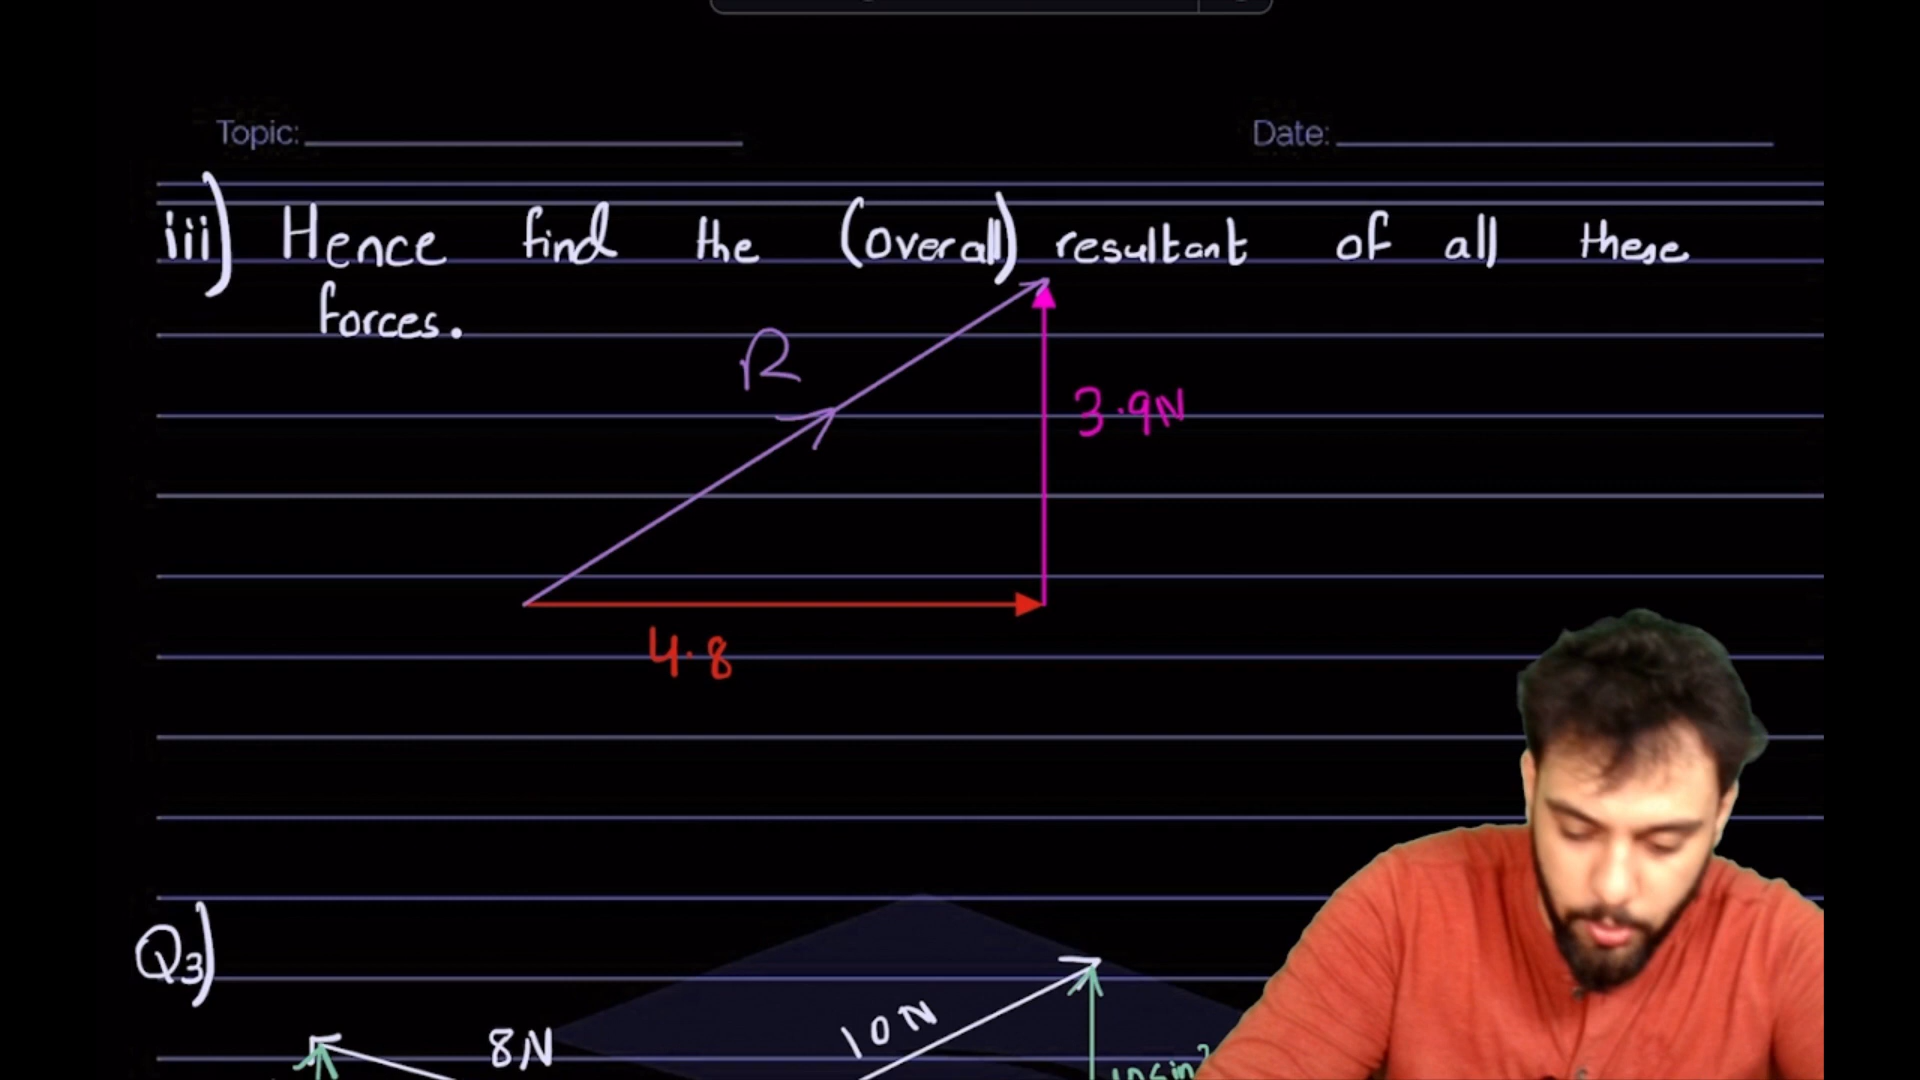 Topic:
Date:
iii) Hence find the (overall) resultant of all these
forces.
R
3.9N
4.8
Q3)
8N
10N